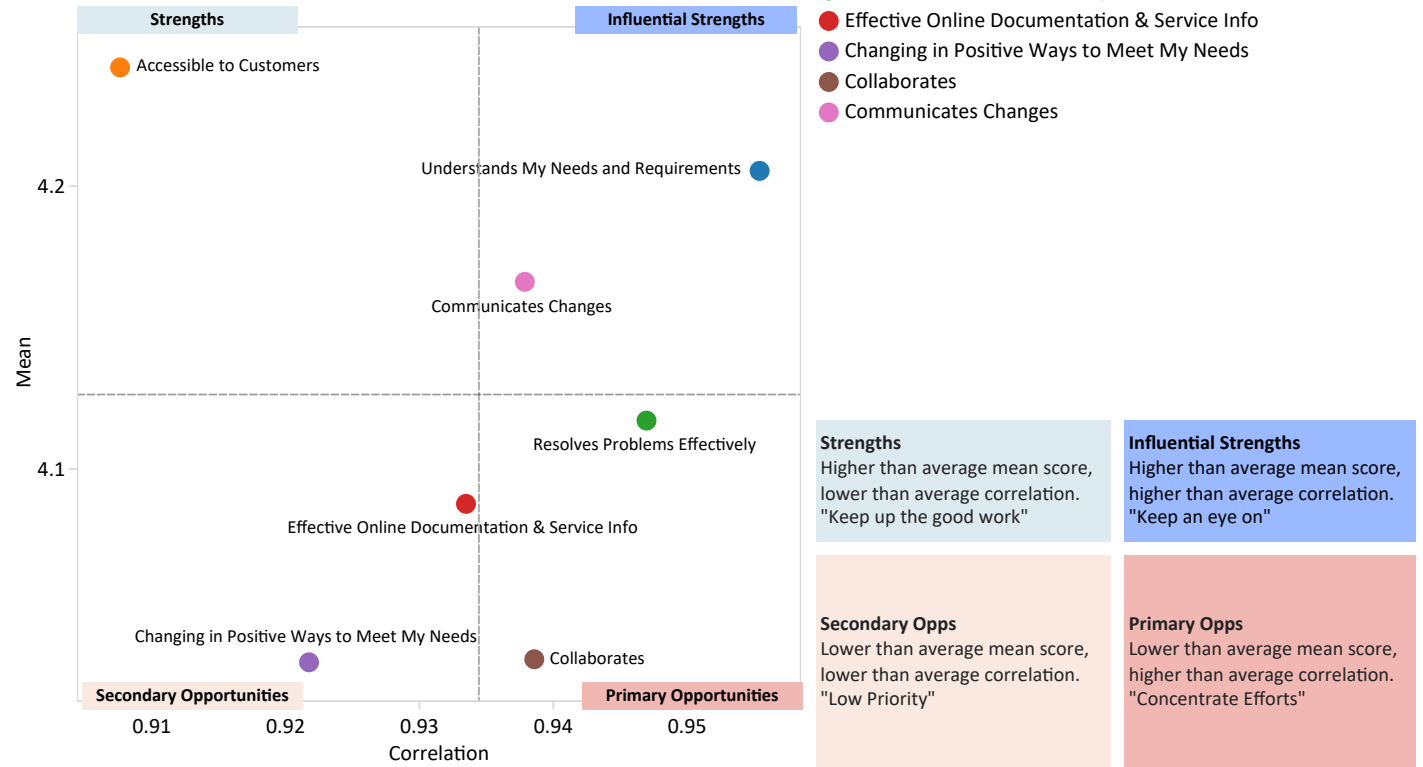 Strengths
Influential Strengths
Accessible to Customers
Understands My Needs and Requirements
4.2
Communicates Changes
Mean
Resolves Problems Effectively
4.1
Effective Online Documentation & Service Info
Changing in Positive Ways to Meet My Needs
Collaborates
Secondary Opportunities
Primary Opportunities
0.91
0.92
0.93
0.94
0.95
Correlation
Effective Online Documentation & Service Info
Changing in Positive Ways to Meet My Needs
Collaborates
Communicates Changes
Strengths
Higher than average mean score,
lower than average correlation.
"Keep up the good work"
Influential Strengths
Higher than average mean score,
higher than average correlation.
"Keep an eye on"
Secondary Opps
Lower than average mean score,
lower than average correlation.
"Low Priority"
Primary Opps
Lower than average mean score,
higher than average correlation.
"Concentrate Efforts"